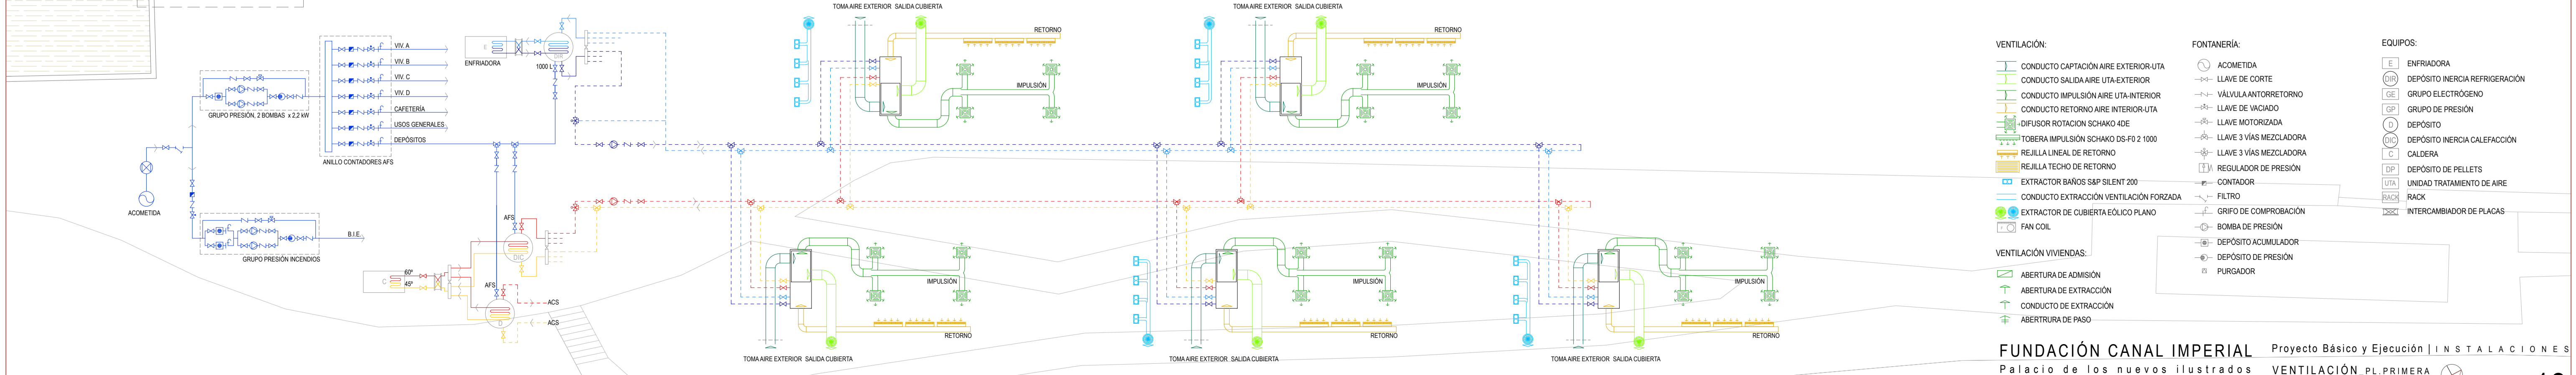 TOMA AIRE EXTERIOR SALIDA CUBIERTA
TOMA AIRE EXTERIOR SALIDA CUBIERTA
RETORNO
RETORNO
IMPULSIÓN
IMPULSIÓN
VIV. A
VIV. B
VIV. C
VIV. D
CAFETERÍA
USOS GENERALES
DEPÓSITOS
ANILLO CONTADORES AFS
E
ENFRIADORA
DIR
1000 L
GRUPO PRESIÓN, 2 BOMBAS x 2,2 kW
ACOMETIDA
B.I.E.
GRUPO PRESIÓN INCENDIOS
AFS
DIC
C
60º
45º
AFS
D
ACS
ACS
IMPULSIÓN
IMPULSIÓN
IMPULSIÓN
RETORNO
RETORNO
RETORNO
TOMA AIRE EXTERIOR SALIDA CUBIERTA
TOMA AIRE EXTERIOR SALIDA CUBIERTA
TOMA AIRE EXTERIOR SALIDA CUBIERTA
VENTILACIÓN:
CONDUCTO CAPTACIÓN AIRE EXTERIOR-UTA
CONDUCTO SALIDA AIRE UTA-EXTERIOR
CONDUCTO IMPULSIÓN AIRE UTA-INTERIOR
CONDUCTO RETORNO AIRE INTERIOR-UTA
DIFUSOR ROTACION SCHAKO 4DE
TOBERA IMPULSIÓN SCHAKO DS-F0 2 1000
REJILLA LINEAL DE RETORNO
REJILLA TECHO DE RETORNO
EXTRACTOR BAÑOS S&P SILENT 200
CONDUCTO EXTRACCIÓN VENTILACIÓN FORZADA
EXTRACTOR DE CUBIERTA EÓLICO PLANO
FAN COIL
VENTILACIÓN VIVIENDAS:
ABERTURA DE ADMISIÓN
ABERTURA DE EXTRACCIÓN
CONDUCTO DE EXTRACCIÓN
ABERTRURA DE PASO
FONTANERÍA:
ACOMETIDA
LLAVE DE CORTE
VÁLVULA ANTORRETORNO
LLAVE DE VACIADO
LLAVE MOTORIZADA
LLAVE 3 VÍAS MEZCLADORA
LLAVE 3 VÍAS MEZCLADORA
REGULADOR DE PRESIÓN
CONTADOR
FILTRO
GRIFO DE COMPROBACIÓN
BOMBA DE PRESIÓN
DEPÓSITO ACUMULADOR
DEPÓSITO DE PRESIÓN
PURGADOR
EQUIPOS:
E ENFRIADORA
DIR DEPÓSITO INERCIA REFRIGERACIÓN
GE GRUPO ELECTRÓGENO
GP GRUPO DE PRESIÓN
D DEPÓSITO
DIC DEPÓSITO INERCIA CALEFACCIÓN
C CALDERA
DP DEPÓSITO DE PELLETS
UTA UNIDAD TRATAMIENTO DE AIRE
RACK RACK
INTERCAMBIADOR DE PLACAS
FUNDACIÓN CANAL IMPERIAL
Palacio de los nuevos ilustrados
Proyecto Básico y Ejecución | INSTALACIONES
VENTILACIÓN_PL.PRIMERA